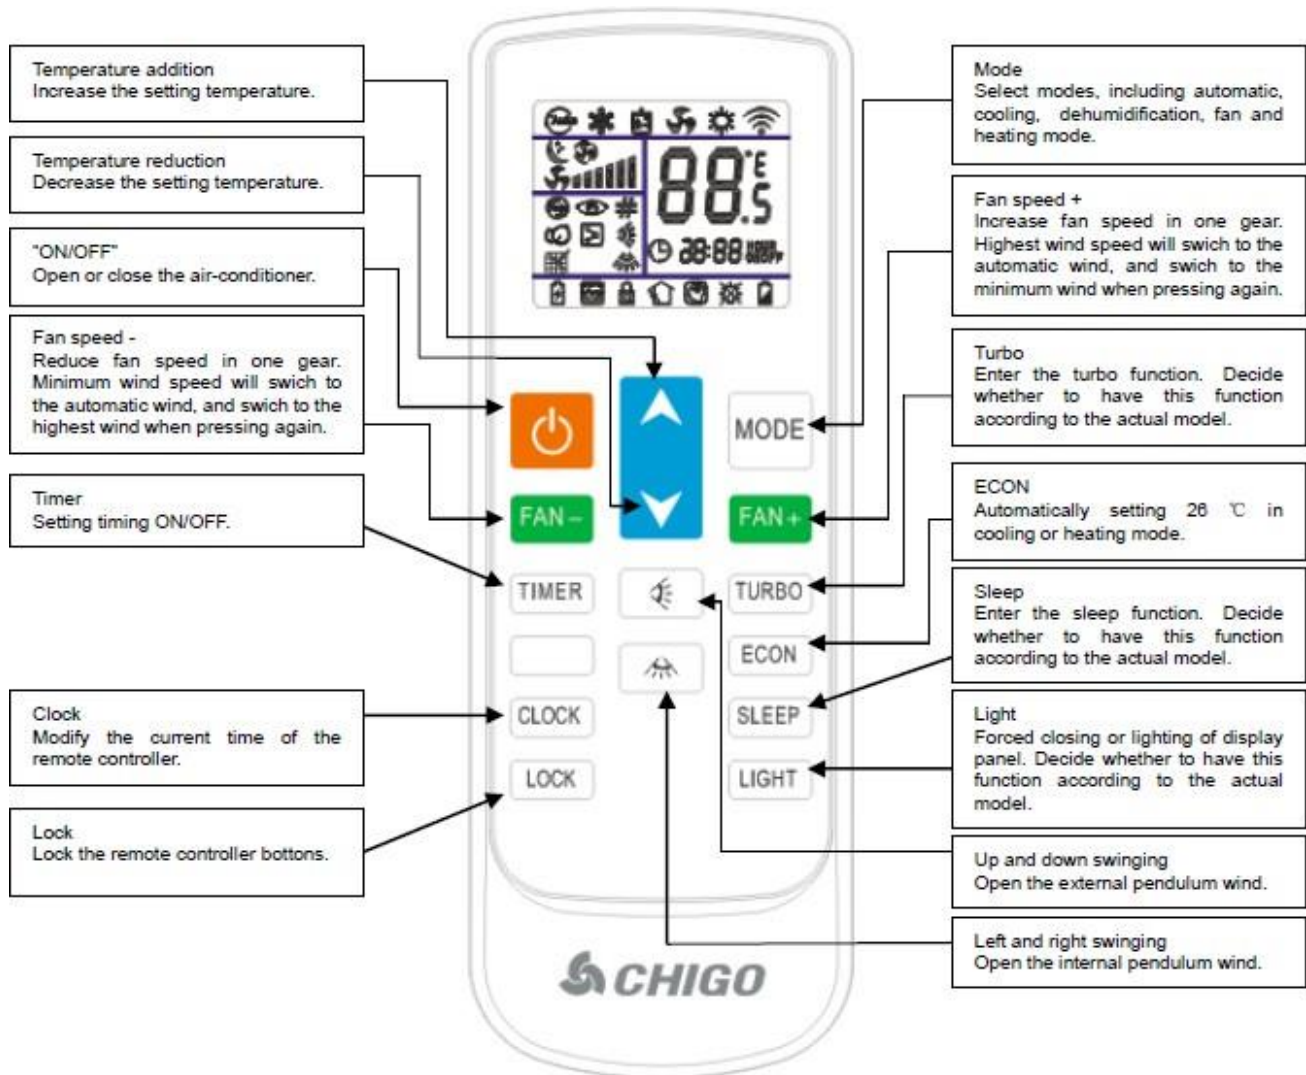 Temperature addition
Increase the setting temperature.
Temperature reduction
Decrease the setting temperature.
"ON/OFF"
Open or close the air-conditioner.
Fan speed -
Reduce fan speed in one gear.
Minimum wind speed will swich to
the automatic wind, and swich to the
highest wind when pressing again.
Timer
Setting timing ON/OFF.
Clock
Modify the current time of the
remote controller.
Lock
Lock the remote controller bottons.
88.5
88:88
MODE
FAN-
FAN+
TIMER
TURBO
ECON
CLOCK
SLEEP
LOCK
LIGHT
CHIGO
Mode
Select modes, including automatic,
cooling, dehumidification, fan and
heating mode.
Fan speed +
Increase fan speed in one gear.
Highest wind speed will swich to the
automatic wind, and swich to the
minimum wind when pressing again.
Turbo
Enter the turbo function. Decide
whether to have this function
according to the actual model.
ECON
Automatically setting 26 ℃ in
cooling or heating mode.
Sleep
Enter the sleep function. Decide
whether to have this function
according to the actual model.
Light
Forced closing or lighting of display
panel. Decide whether to have this
function according to the actual
model.
Up and down swinging
Open the external pendulum wind.
Left and right swinging
Open the internal pendulum wind.